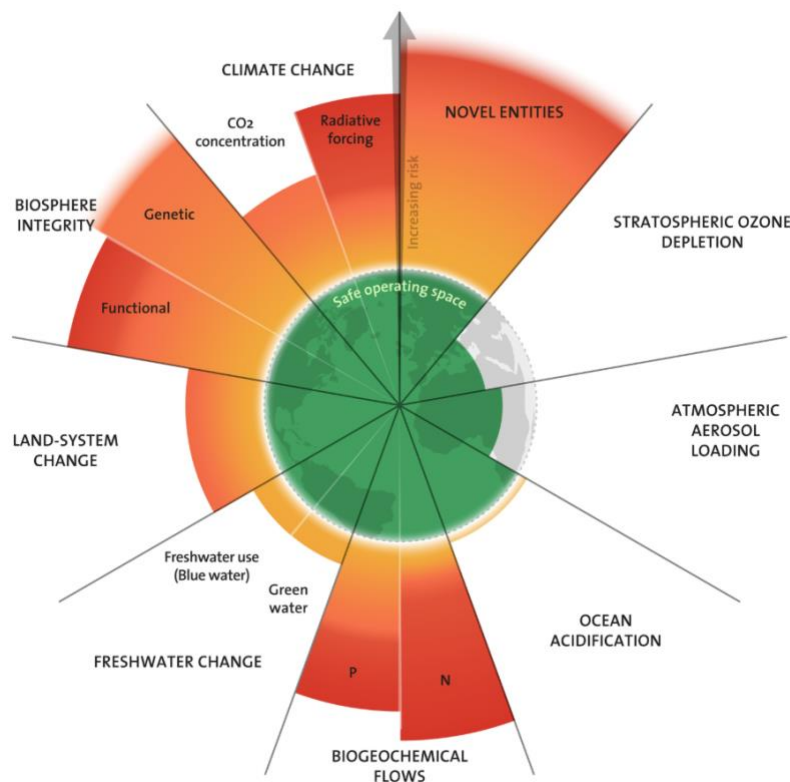 CLIMATE CHANGE
CO2
concentration
Radiative
forcing
NOVEL ENTITIES
Increasing risk
BIOSPHERE
INTEGRITY
Genetic
Functional
STRATOSPHERIC OZONE
DEPLETION
Safe operating space
LAND-SYSTEM
CHANGE
ATMOSPHERIC
AEROSOL
LOADING
Freshwater use
(Blue water)
Green
water
FRESHWATER CHANGE
P
N
BIOGEOCHEMICAL
FLOWS
OCEAN
ACIDIFICATION